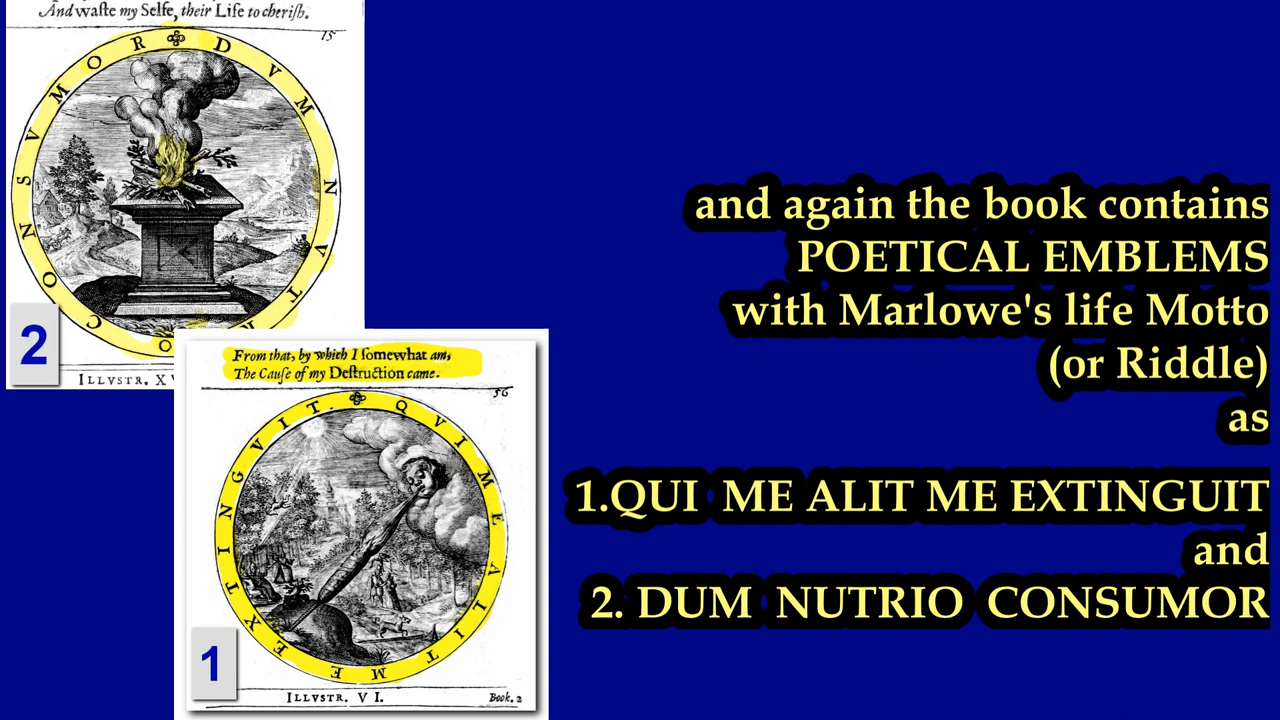 And waſte my Selfe, their Life to cheriſh.
15
DVM NVTRIO CONSVMOR
2
ILLVSTR. XV
From that, by which I ſomewhat am,
The Cauſe of my Deſtruction came.
56
QVI ME ALIT ME EXTINGVIT.
1
ILLVSTR. VI. Book. 2
and again the book contains
POETICAL EMBLEMS
with Marlowe's life Motto
(or Riddle)
as
1.QUI ME ALIT ME EXTINGUIT
and
2. DUM NUTRIO CONSUMOR